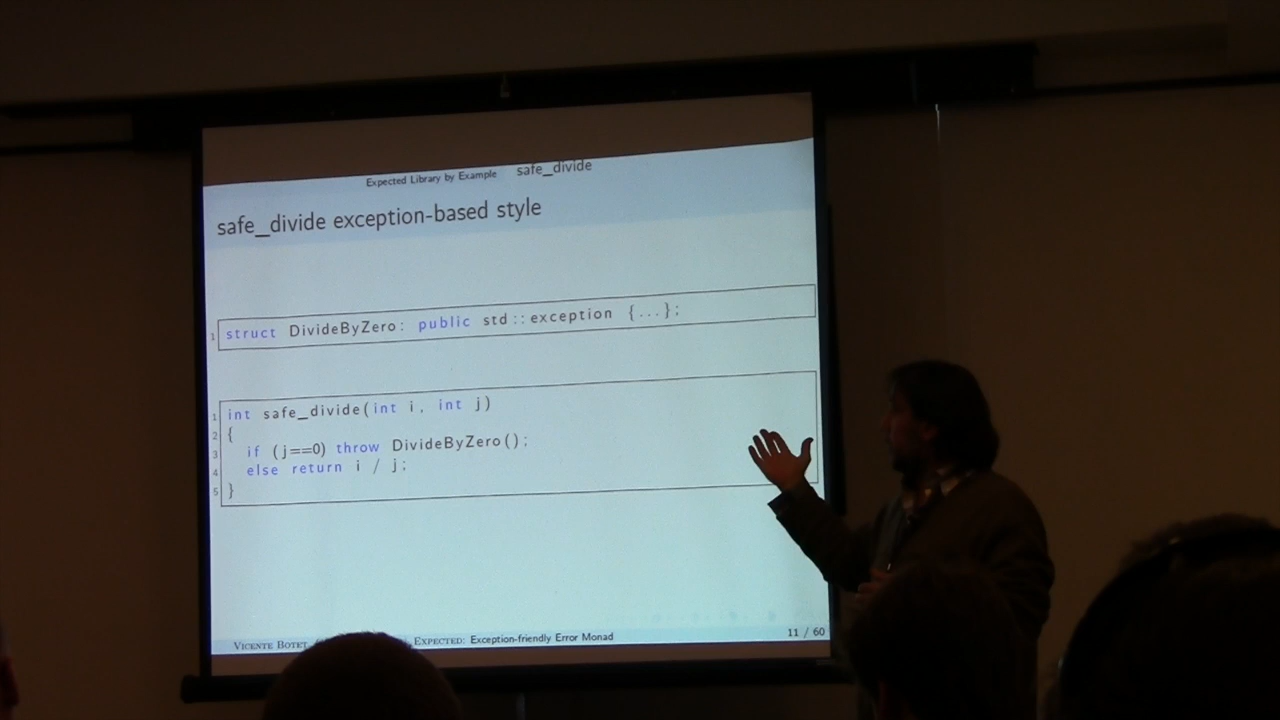 Expected Library by Example safe_divide
safe_divide exception-based style
1 struct DivideByZero: public std::exception {...};
1 int safe_divide(int i, int j)
2 {
3 if (j==0) throw DivideByZero();
4 else return i / j;
5 }
VICENTE BOTET EXPECTED: Exception-friendly Error Monad 11 / 60